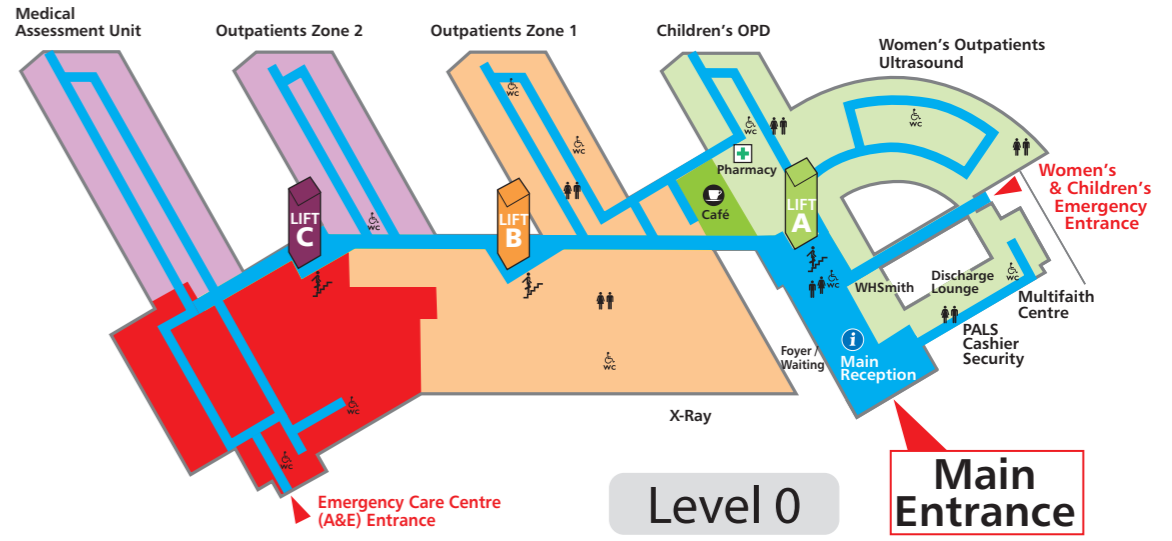 Medical
Assessment Unit
Outpatients Zone 2
Outpatients Zone 1
Children's OPD
Women's Outpatients
Ultrasound
wc
wc
wc
wc
wc
Pharmacy
Women's
& Children's
Emergency
Entrance
Café
LIFT
C
LIFT
B
LIFT
A
wc
wc
wc
WHSmith
Discharge
Lounge
Multifaith
Centre
PALS
Cashier
Security
i
Foyer /
Waiting
Main
Reception
wc
wc
wc
X-Ray
Main
Entrance
Level 0
Emergency Care Centre
(A&E) Entrance